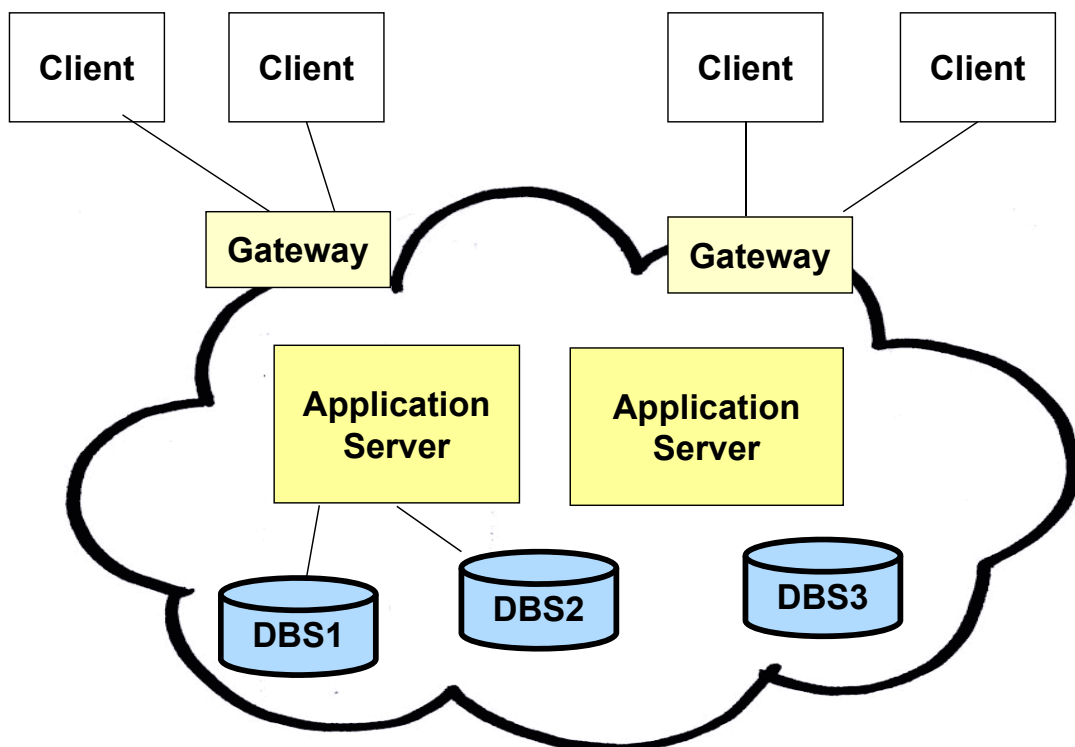 Client
Client
Client
Client
Gateway
Gateway
Application
Server
Application
Server
DBS1
DBS2
DBS3